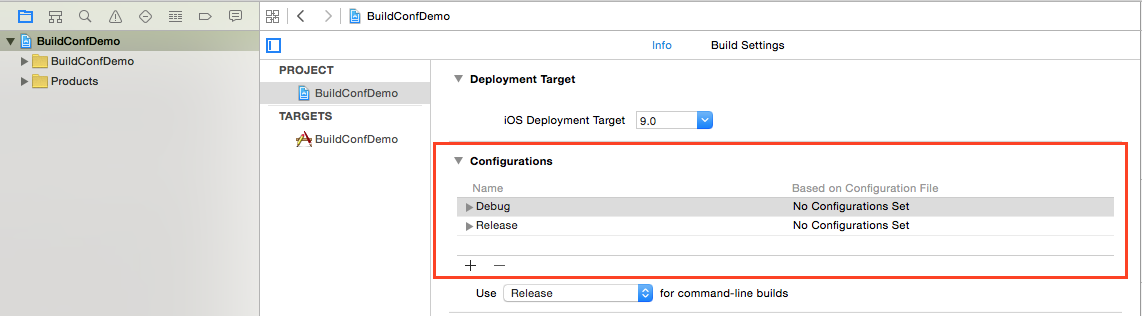 BuildConfDemo
BuildConfDemo
BuildConfDemo
Products
Info Build Settings
PROJECT
BuildConfDemo
TARGETS
BuildConfDemo
Deployment Target
iOS Deployment Target 9.0
Configurations
Name Based on Configuration File
Debug No Configurations Set
Release No Configurations Set
Use Release for command-line builds